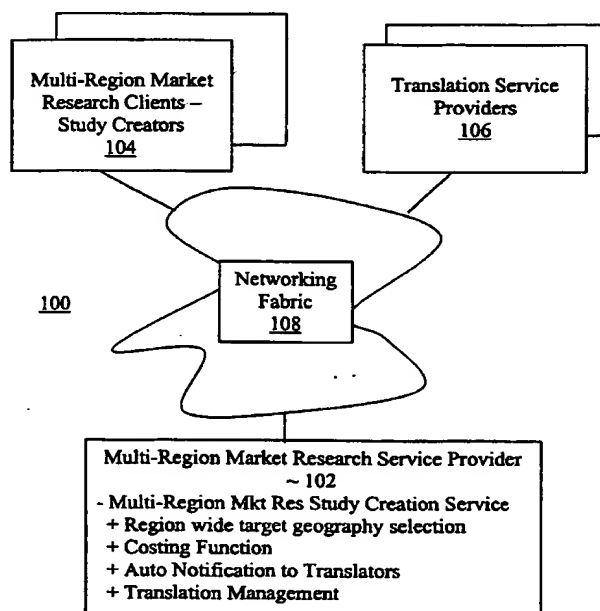 Multi-Region Market
Research Clients –
Study Creators
104
Translation Service
Providers
106
Networking
Fabric
108
100
Multi-Region Market Research Service Provider
~ 102
- Multi-Region Mkt Res Study Creation Service
+ Region wide target geography selection
+ Costing Function
+ Auto Notification to Translators
+ Translation Management